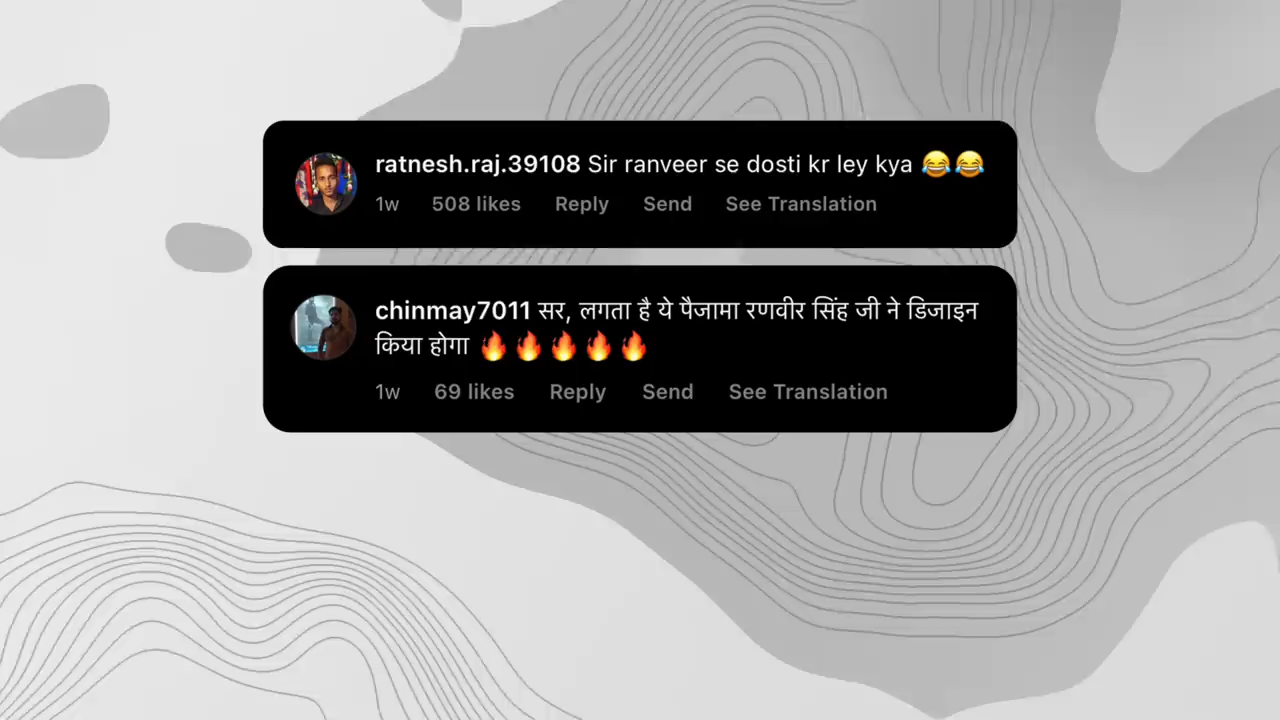 ratnesh.raj.39108 Sir ranveer se dosti kr ley kya 😂😂
1w 508 likes Reply Send See Translation
chinmay7011 सर, लगता है ये पैजामा रणवीर सिंह जी ने डिजाइन
किया होगा 🔥🔥🔥🔥🔥
1w 69 likes Reply Send See Translation